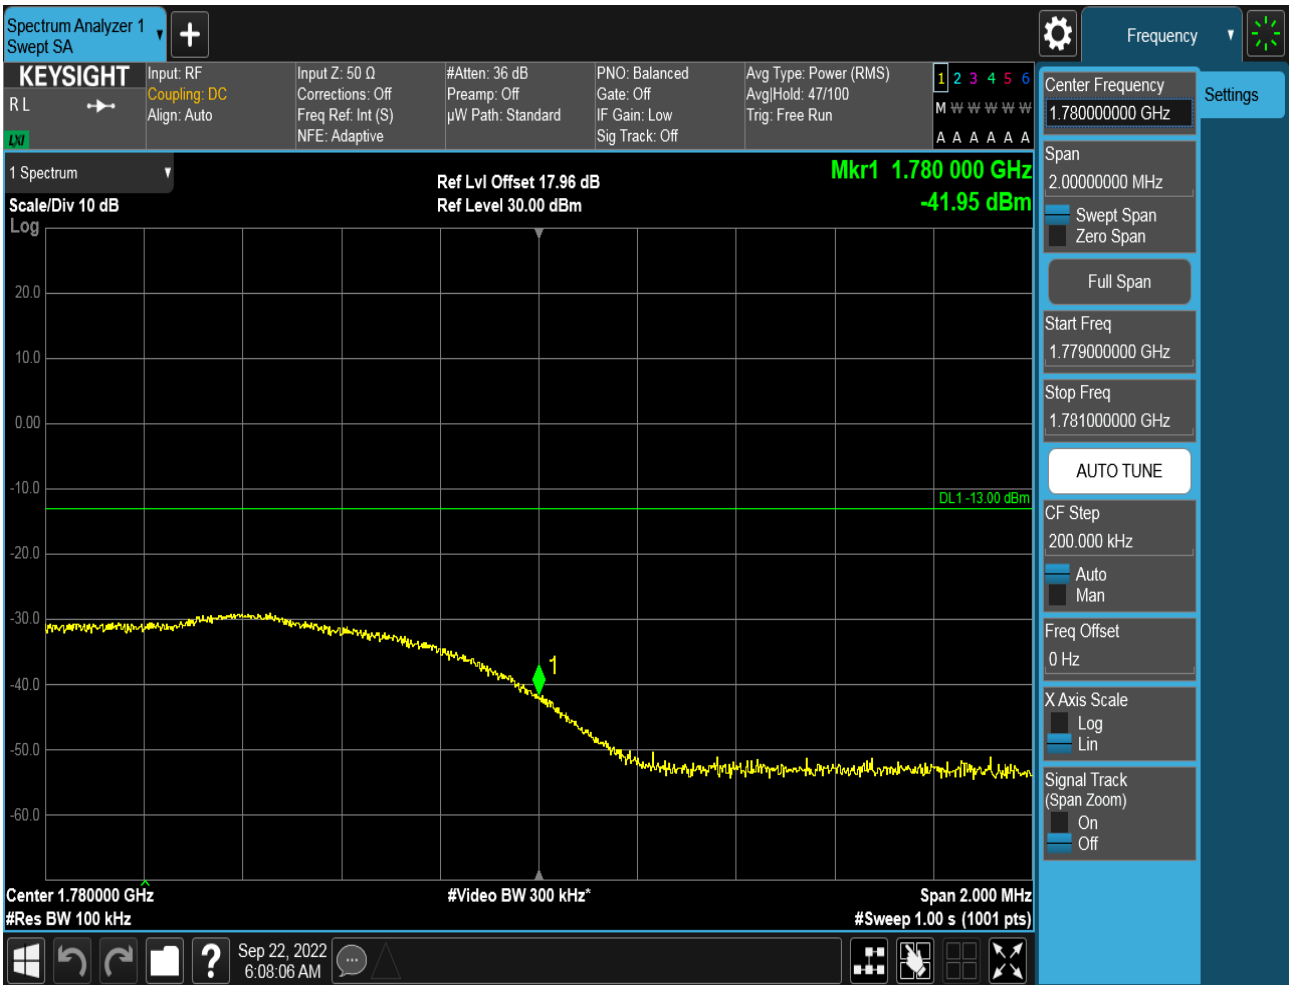 Spectrum Analyzer 1
Swept SA
Frequency
KEYSIGHT
R L
LXI
Input: RF
Coupling: DC
Align: Auto
Input Z: 50 Ω
Corrections: Off
Freq Ref: Int (S)
NFE: Adaptive
#Atten: 36 dB
Preamp: Off
µW Path: Standard
PNO: Balanced
Gate: Off
IF Gain: Low
Sig Track: Off
Avg Type: Power (RMS)
Avg|Hold: 47/100
Trig: Free Run
1 2 3 4 5 6
M W W W W W
A A A A A A
1 Spectrum
Scale/Div 10 dB
Log
Ref Lvl Offset 17.96 dB
Ref Level 30.00 dBm
Mkr1 1.780 000 GHz
-41.95 dBm
20.0
10.0
0.00
-10.0
-20.0
-30.0
-40.0
-50.0
-60.0
DL1 -13.00 dBm
1
Center 1.780000 GHz
#Res BW 100 kHz
#Video BW 300 kHz*
Span 2.000 MHz
#Sweep 1.00 s (1001 pts)
Center Frequency
1.780000000 GHz
Settings
Span
2.00000000 MHz
Swept Span
Zero Span
Full Span
Start Freq
1.779000000 GHz
Stop Freq
1.781000000 GHz
AUTO TUNE
CF Step
200.000 kHz
Auto
Man
Freq Offset
0 Hz
X Axis Scale
Log
Lin
Signal Track
(Span Zoom)
On
Off
?
Sep 22, 2022
6:08:06 AM